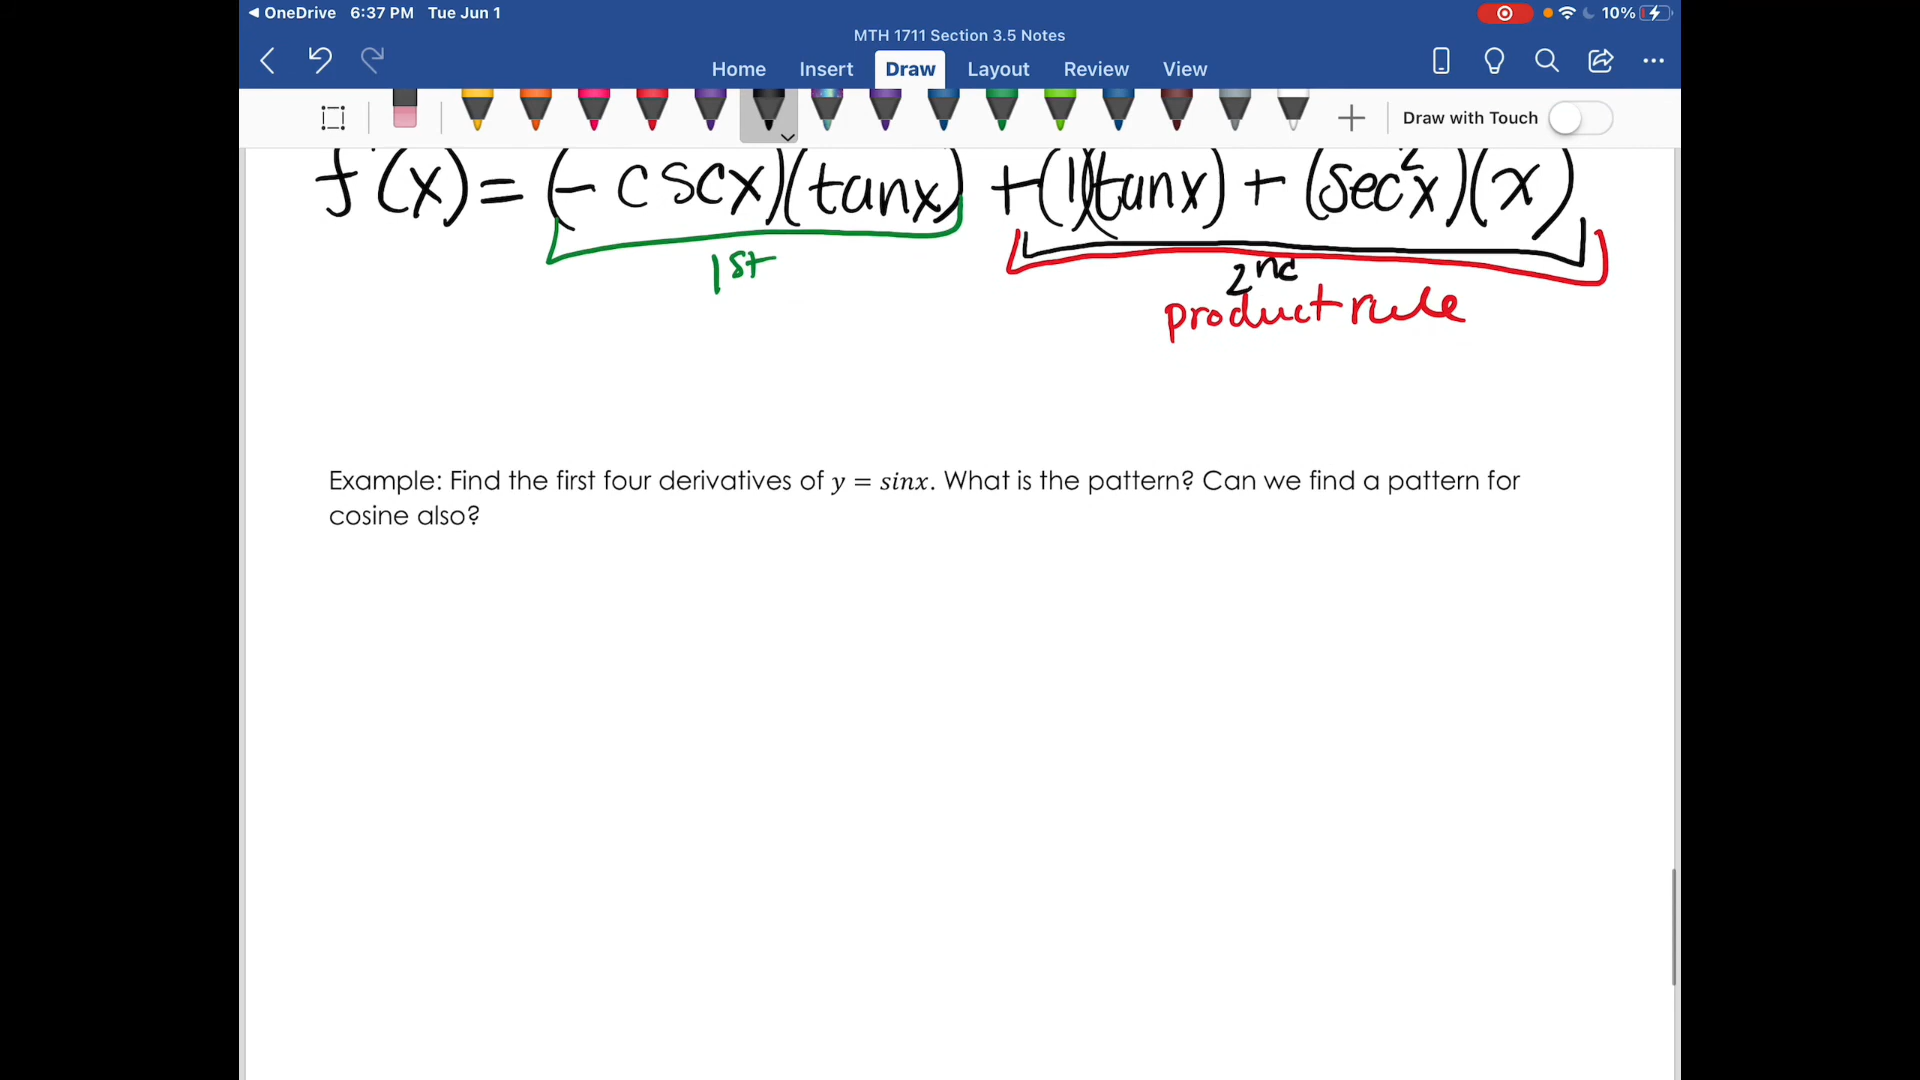 OneDrive 6:37 PM Tue Jun 1 10%
MTH 1711 Section 3.5 Notes
Home Insert Draw Layout Review View
Draw with Touch
f'(x) = (- cscx)(tanx) + (1)(tanx) + (sec²x)(x)
1st
2nd
product rule
Example: Find the first four derivatives of y = sinx. What is the pattern? Can we find a pattern for
cosine also?